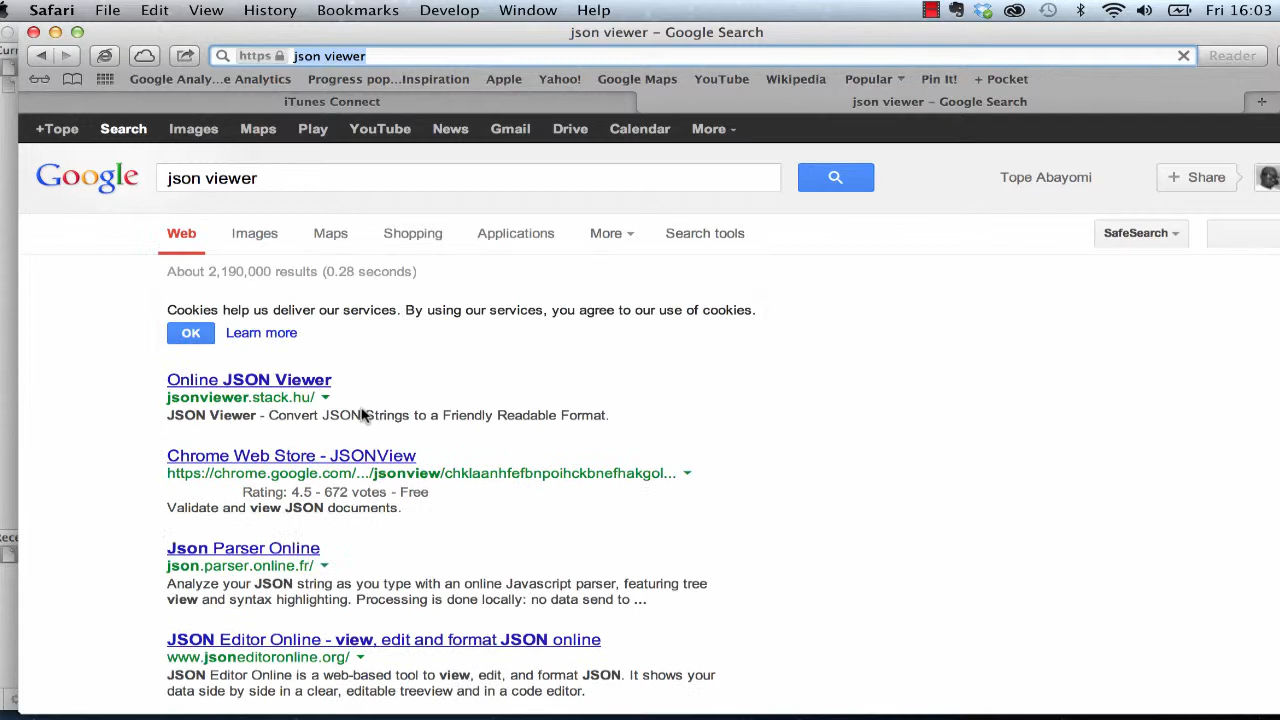 Safari File Edit View History Bookmarks Develop Window Help Fri 16:03
json viewer – Google Search
https json viewer Reader
Google Analy...e Analytics Progress pop...Inspiration Apple Yahoo! Google Maps YouTube Wikipedia Popular Pin It! + Pocket
iTunes Connect json viewer – Google Search
+Tope Search Images Maps Play YouTube News Gmail Drive Calendar More
Google json viewer Tope Abayomi + Share
Web Images Maps Shopping Applications More Search tools SafeSearch
About 2,190,000 results (0.28 seconds)
Cookies help us deliver our services. By using our services, you agree to our use of cookies.
OK Learn more
Online JSON Viewer
jsonviewer.stack.hu/
JSON Viewer - Convert JSON Strings to a Friendly Readable Format.
Chrome Web Store - JSONView
https://chrome.google.com/.../jsonview/chklaanhfefbnpoihckbnefhakgol...
Rating: 4.5 - 672 votes - Free
Validate and view JSON documents.
Json Parser Online
json.parser.online.fr/
Analyze your JSON string as you type with an online Javascript parser, featuring tree
view and syntax highlighting. Processing is done locally: no data send to ...
JSON Editor Online - view, edit and format JSON online
www.jsoneditoronline.org/
JSON Editor Online is a web-based tool to view, edit, and format JSON. It shows your
data side by side in a clear, editable treeview and in a code editor.